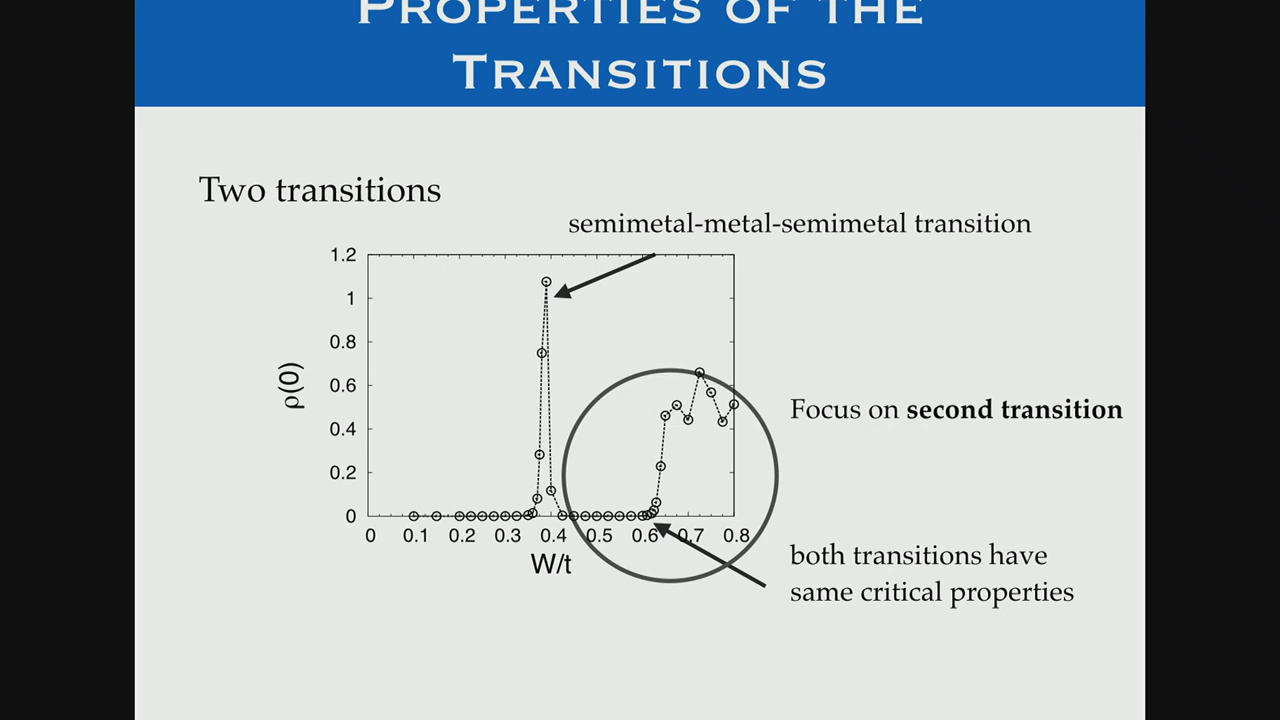 PROPERTIES OF THE
TRANSITIONS
Two transitions
semimetal-metal-semimetal transition
1.2
1
0.8
0.6
0.4
0.2
0
ρ(0)
0 0.1 0.2 0.3 0.4 0.5 0.6 0.7 0.8
W/t
Focus on second transition
both transitions have
same critical properties